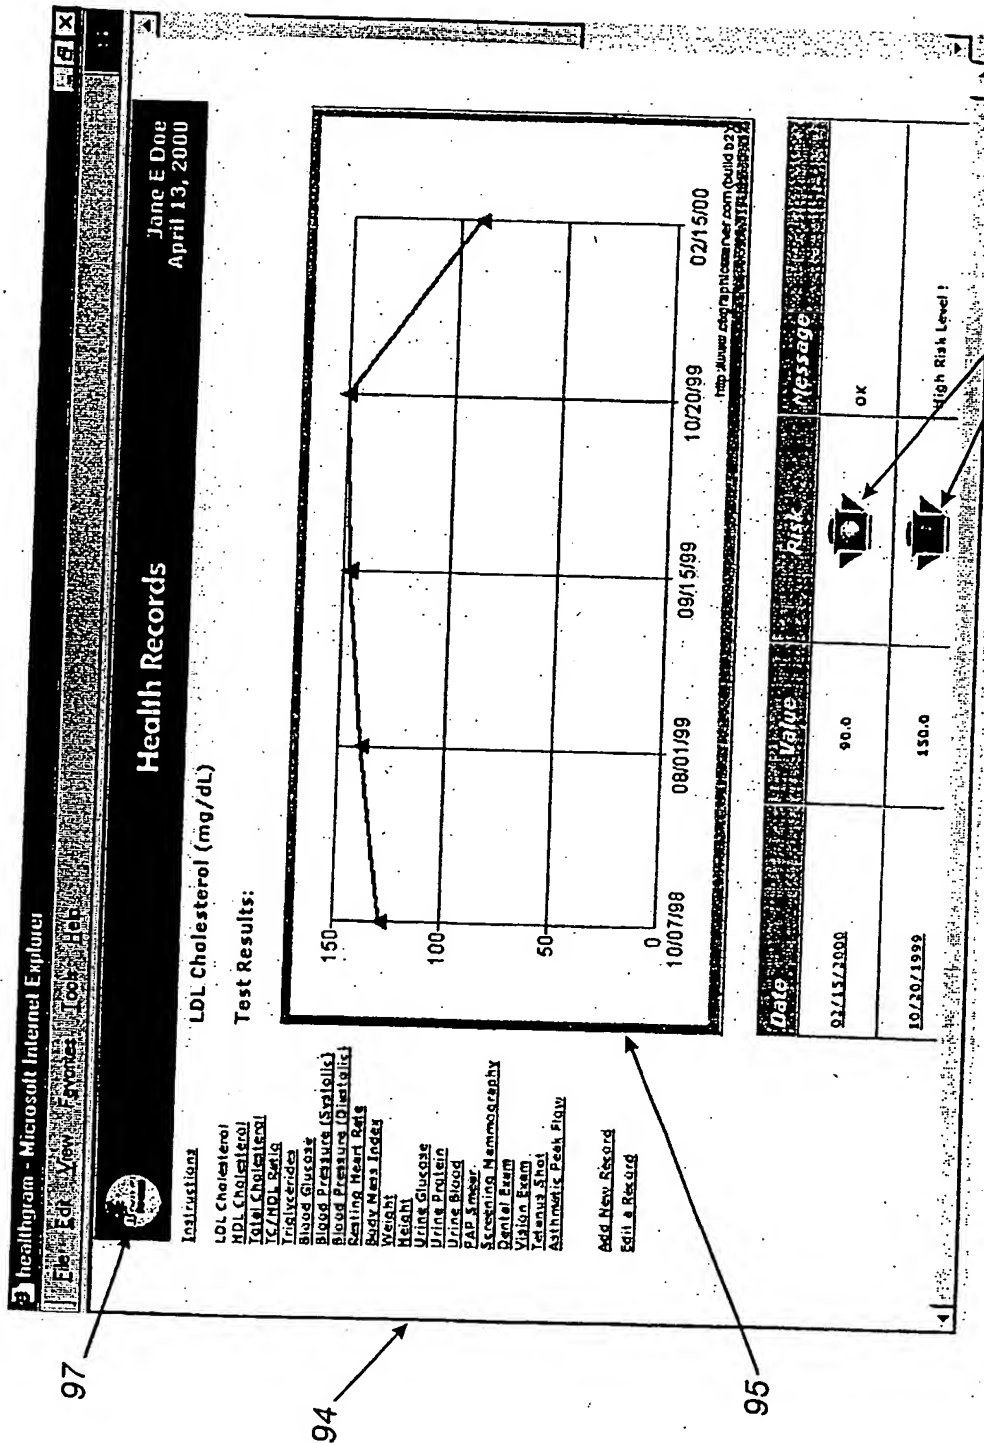 healthgram - Microsoft Internet Explorer
File Edit View Favorites Tools Help
Health Records
Jane E Doe
April 13, 2000
Instructions
LDL Cholesterol
HDL Cholesterol
Total Cholesterol
TC/HDL Ratio
Triglycerides
Blood Glucose
Blood Pressure (Systolic)
Blood Pressure (Diastolic)
Resting Heart Rate
Body Mass Index
Weight
Height
Urine Glucose
Urine Protein
Urine Blood
PAP Smear
Screening Mammography
Dental Exam
Vision Exam
Tetanus Shot
Asthmatic Peak Flow
Add New Record
Edit a Record
LDL Cholesterol (mg/dL)
Test Results:
150
100
50
0
10/07/98 08/01/99 09/15/99 10/20/99 02/15/00
(build b2)
Date Value Risk Message
02/15/2000 90.0 OK
10/20/1999 150.0 High Risk Level !
97
94
95